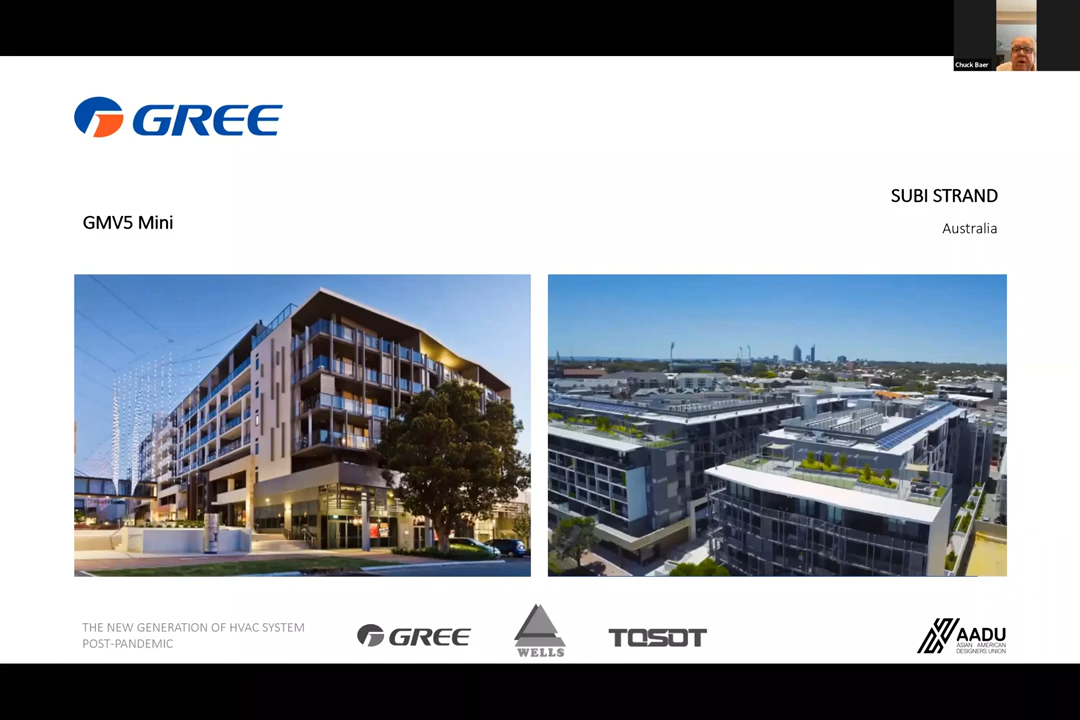 Chuck Baer
GREE
SUBI STRAND
GMV5 Mini
Australia
THE NEW GENERATION OF HVAC SYSTEM
POST-PANDEMIC
GREE
WELLS
TOSOT
AADU
ASIAN AMERICAN
DESIGNERS UNION